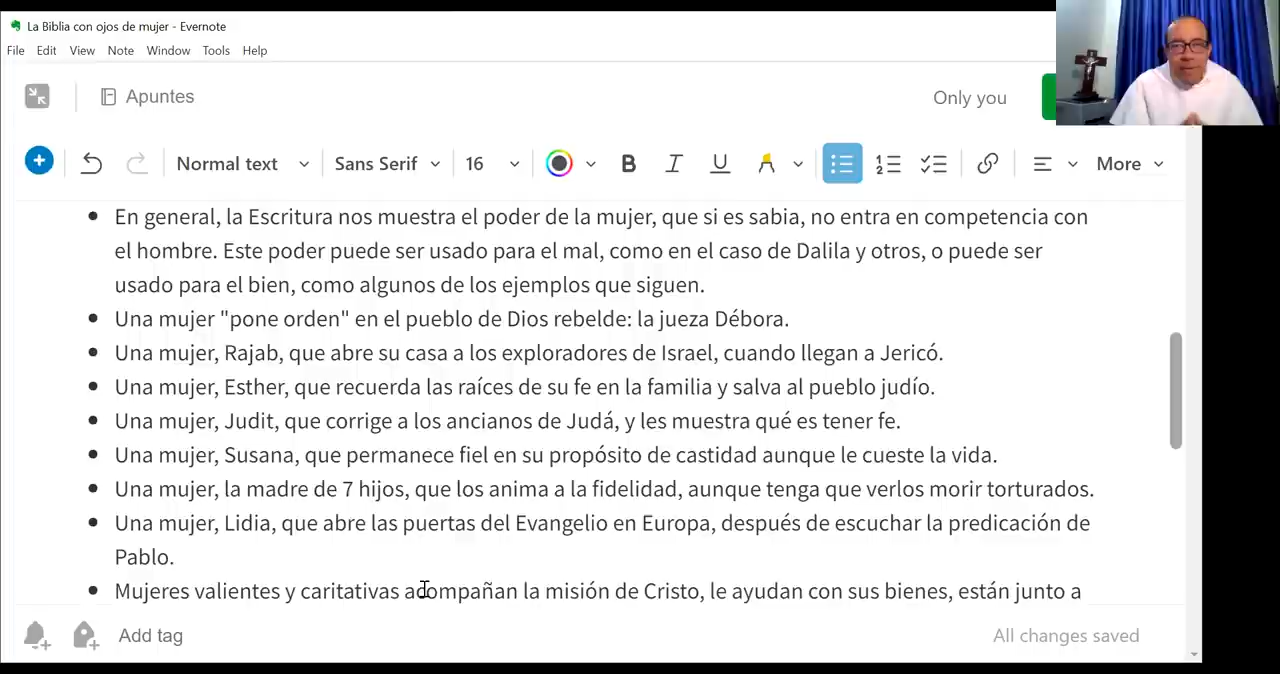 La Biblia con ojos de mujer - Evernote
File Edit View Note Window Tools Help
Apuntes
Only you
Normal text Sans Serif 16 B I U More
En general, la Escritura nos muestra el poder de la mujer, que si es sabia, no entra en competencia con
el hombre. Este poder puede ser usado para el mal, como en el caso de Dalila y otros, o puede ser
usado para el bien, como algunos de los ejemplos que siguen.
Una mujer "pone orden" en el pueblo de Dios rebelde: la jueza Débora.
Una mujer, Rajab, que abre su casa a los exploradores de Israel, cuando llegan a Jericó.
Una mujer, Esther, que recuerda las raíces de su fe en la familia y salva al pueblo judío.
Una mujer, Judit, que corrige a los ancianos de Judá, y les muestra qué es tener fe.
Una mujer, Susana, que permanece fiel en su propósito de castidad aunque le cueste la vida.
Una mujer, la madre de 7 hijos, que los anima a la fidelidad, aunque tenga que verlos morir torturados.
Una mujer, Lidia, que abre las puertas del Evangelio en Europa, después de escuchar la predicación de
Pablo.
Mujeres valientes y caritativas acompañan la misión de Cristo, le ayudan con sus bienes, están junto a
Add tag
All changes saved